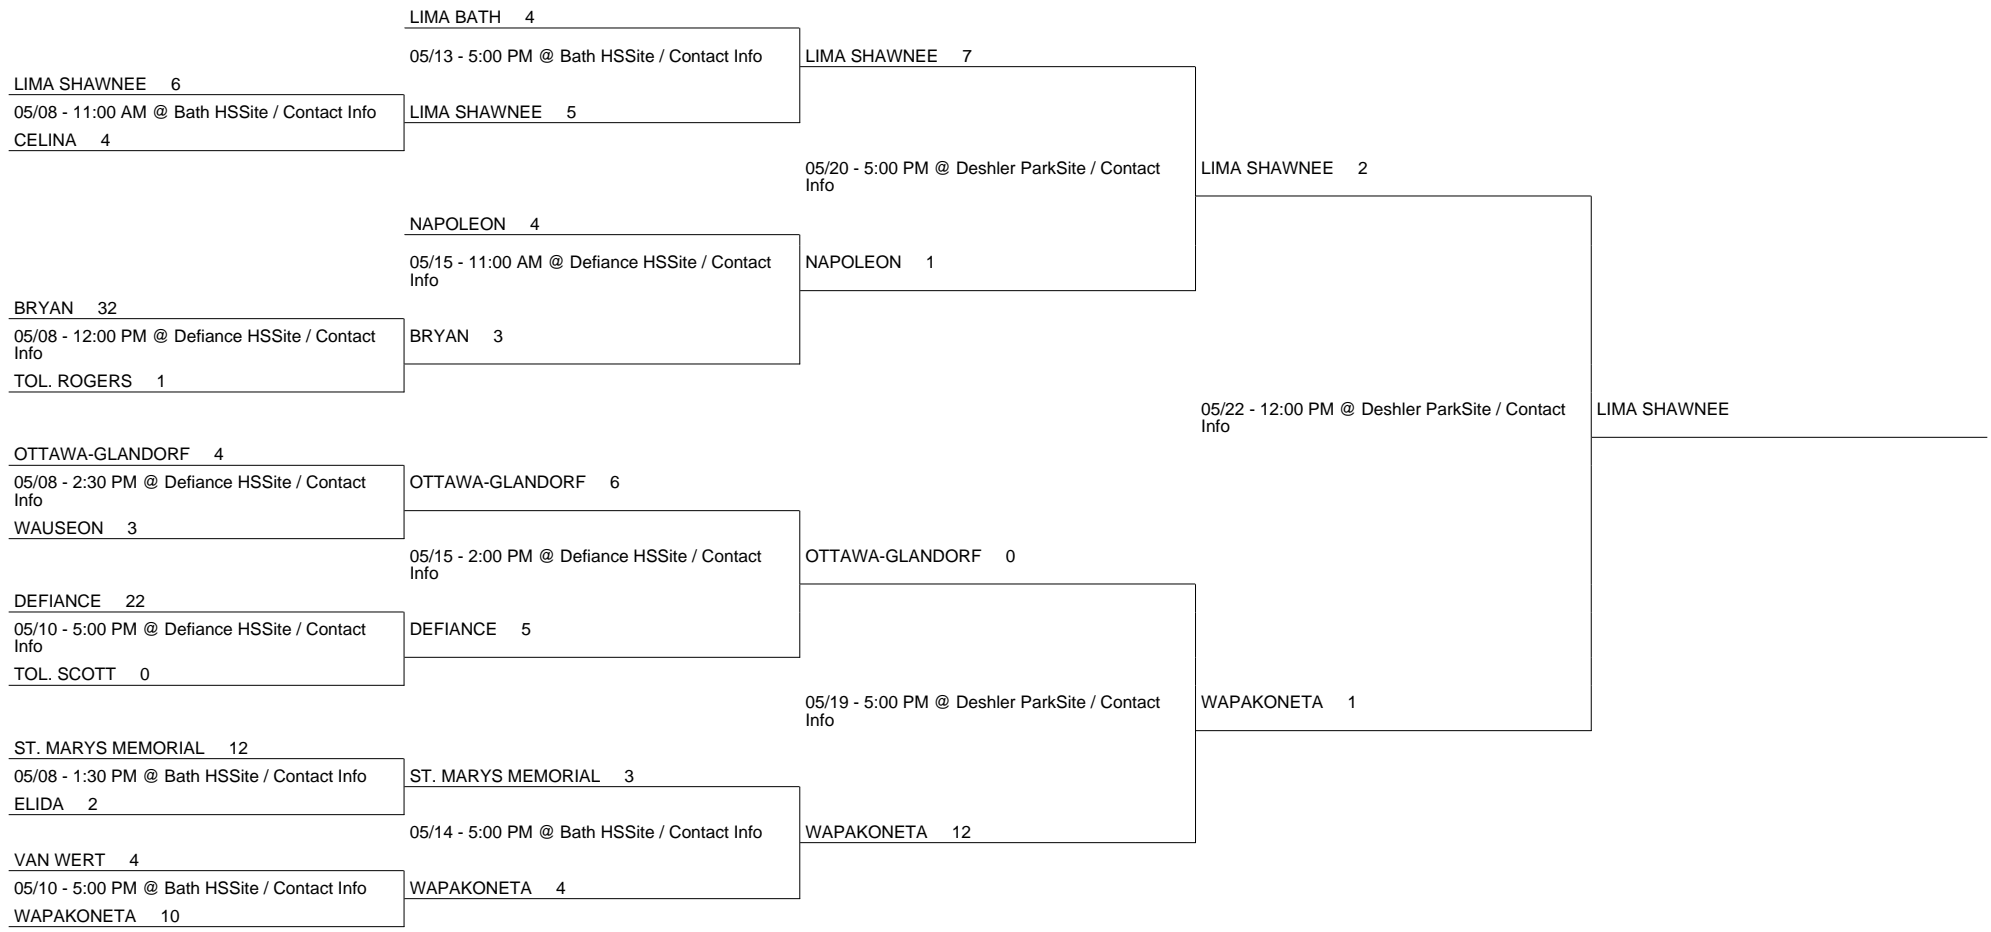 LIMA BATH 4
05/13 - 5:00 PM @ Bath HSSite / Contact Info
LIMA SHAWNEE 7
LIMA SHAWNEE 6
05/08 - 11:00 AM @ Bath HSSite / Contact Info
LIMA SHAWNEE 5
CELINA 4
05/20 - 5:00 PM @ Deshler ParkSite / Contact
Info
LIMA SHAWNEE 2
NAPOLEON 4
05/15 - 11:00 AM @ Defiance HSSite / Contact
Info
NAPOLEON 1
BRYAN 32
05/08 - 12:00 PM @ Defiance HSSite / Contact
Info
BRYAN 3
TOL. ROGERS 1
05/22 - 12:00 PM @ Deshler ParkSite / Contact
Info
LIMA SHAWNEE
OTTAWA-GLANDORF 4
05/08 - 2:30 PM @ Defiance HSSite / Contact
Info
OTTAWA-GLANDORF 6
WAUSEON 3
05/15 - 2:00 PM @ Defiance HSSite / Contact
Info
OTTAWA-GLANDORF 0
DEFIANCE 22
05/10 - 5:00 PM @ Defiance HSSite / Contact
Info
DEFIANCE 5
TOL. SCOTT 0
05/19 - 5:00 PM @ Deshler ParkSite / Contact
Info
WAPAKONETA 1
ST. MARYS MEMORIAL 12
05/08 - 1:30 PM @ Bath HSSite / Contact Info
ST. MARYS MEMORIAL 3
ELIDA 2
05/14 - 5:00 PM @ Bath HSSite / Contact Info
WAPAKONETA 12
VAN WERT 4
05/10 - 5:00 PM @ Bath HSSite / Contact Info
WAPAKONETA 4
WAPAKONETA 10